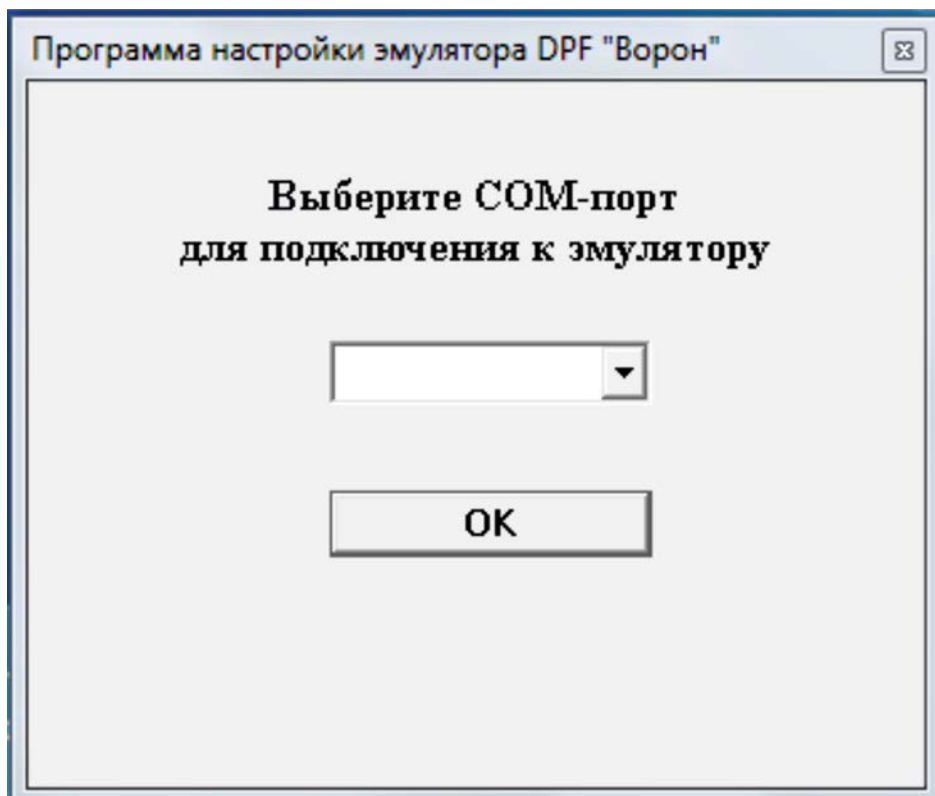 Программа настройки эмулятора DPF "Ворон"
Выберите COM-порт
для подключения к эмулятору
OK